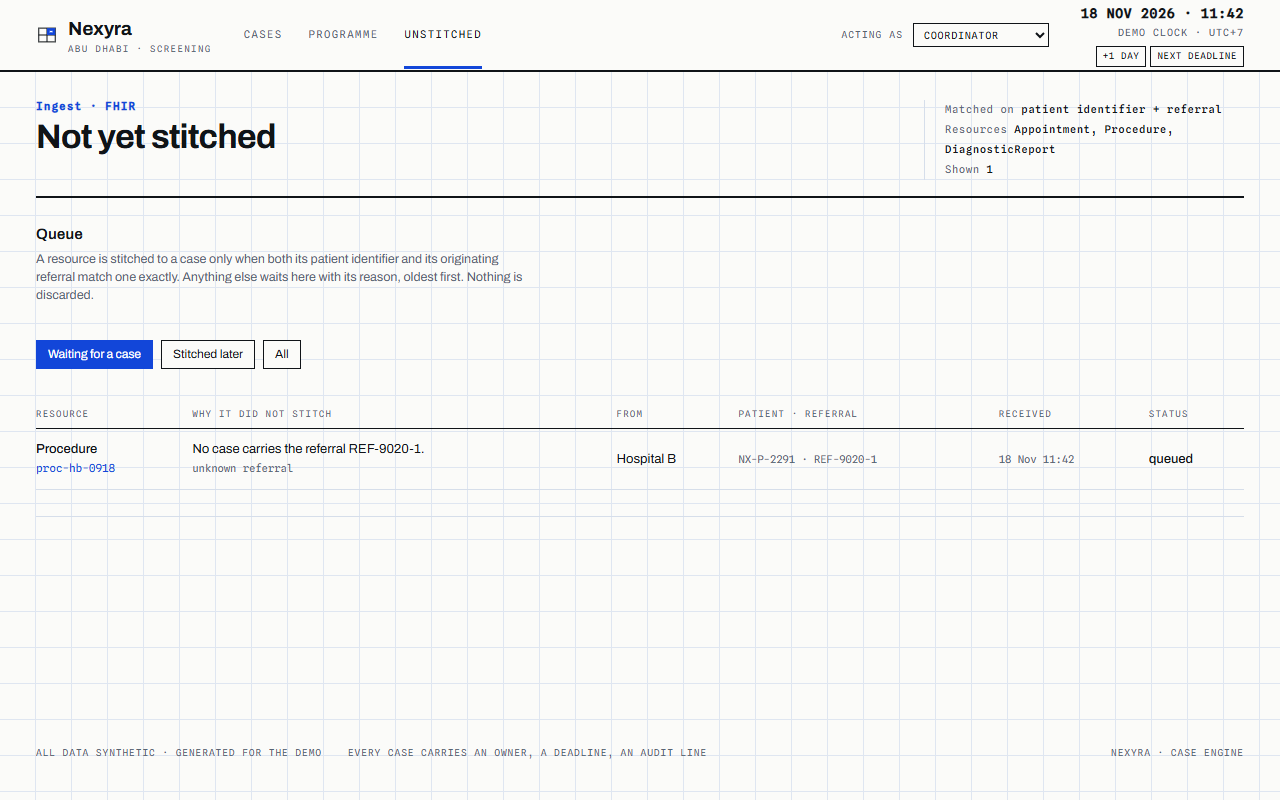 Nexyra
ABU DHABI · SCREENING
CASES
PROGRAMME
UNSTITCHED
ACTING AS
COORDINATOR
18 NOV 2026 · 11:42
DEMO CLOCK · UTC+7
+1 DAY
NEXT DEADLINE
Ingest · FHIR
Not yet stitched
Matched on patient identifier + referral
Resources Appointment, Procedure,
DiagnosticReport
Shown 1
Queue
A resource is stitched to a case only when both its patient identifier and its originating
referral match one exactly. Anything else waits here with its reason, oldest first. Nothing is
discarded.
Waiting for a case
Stitched later
All
RESOURCE
WHY IT DID NOT STITCH
FROM
PATIENT · REFERRAL
RECEIVED
STATUS
Procedure
proc-hb-0918
No case carries the referral REF-9020-1.
unknown referral
Hospital B
NX-P-2291 · REF-9020-1
18 Nov 11:42
queued
ALL DATA SYNTHETIC · GENERATED FOR THE DEMO
EVERY CASE CARRIES AN OWNER, A DEADLINE, AN AUDIT LINE
NEXYRA · CASE ENGINE